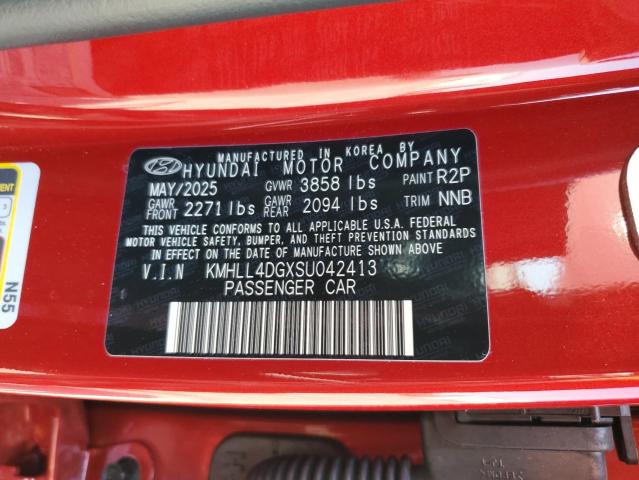 MANUFACTURED IN KOREA BY
HYUNDAI MOTOR COMPANY
MAY/2025 GVWR 3858 lbs PAINT R2P
GAWR FRONT 2271 lbs GAWR REAR 2094 lbs TRIM NNB
THIS VEHICLE CONFORMS TO ALL APPLICABLE U.S.A. FEDERAL
MOTOR VEHICLE SAFETY, BUMPER, AND THEFT PREVENTION STANDARDS
IN EFFECT ON THE DATE OF MANUFACTURE SHOWN ABOVE.
V.I.N KMHLL4DGXSU042413
PASSENGER CAR
N55